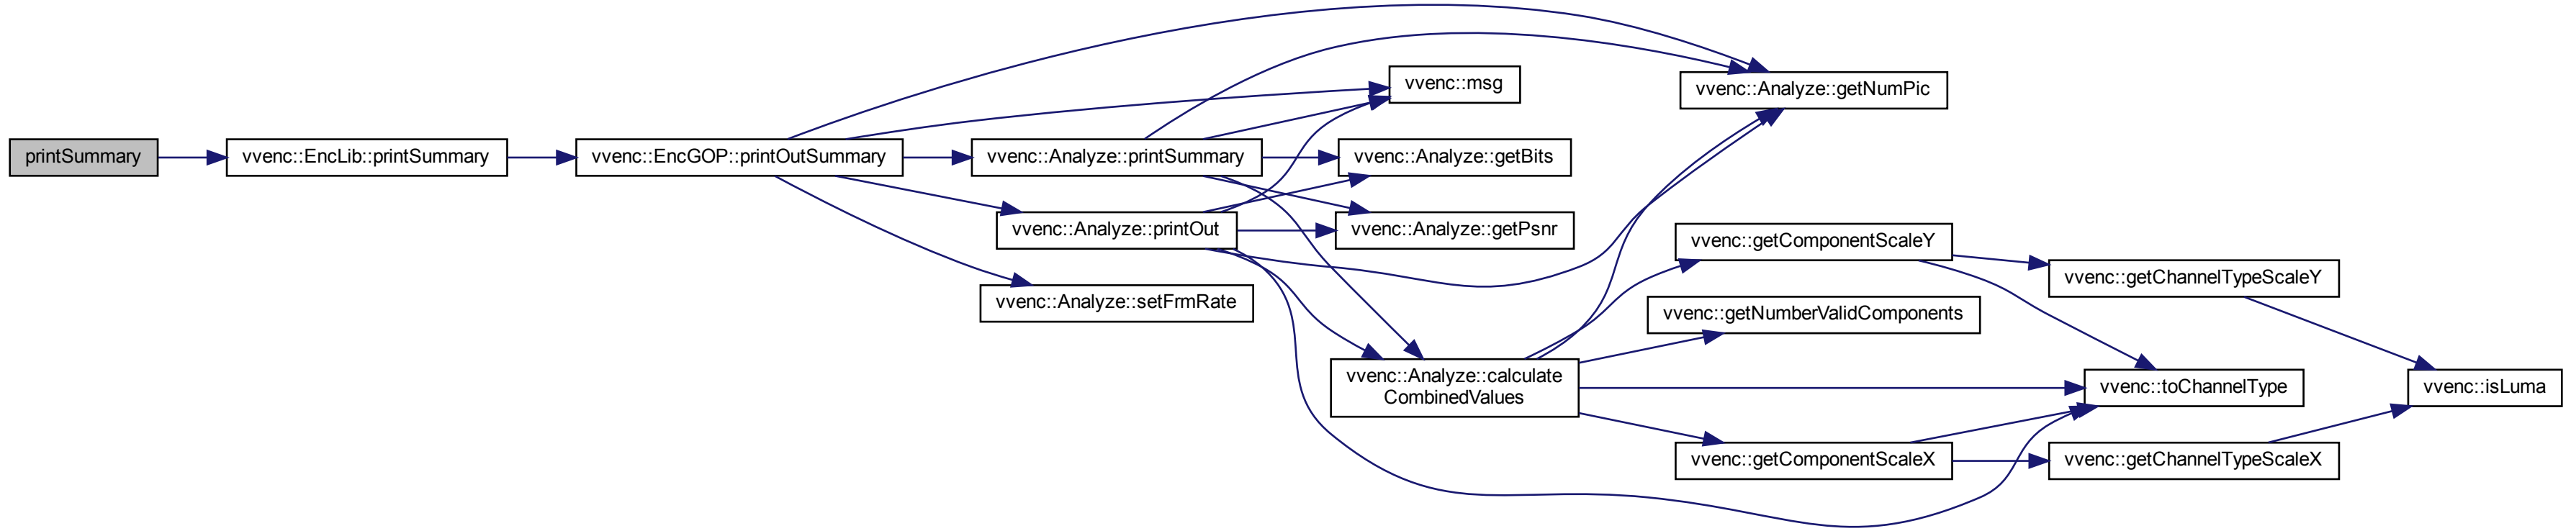 printSummary
vvenc::EncLib::printSummary
vvenc::EncGOP::printOutSummary
vvenc::Analyze::printSummary
vvenc::Analyze::printOut
vvenc::Analyze::setFrmRate
vvenc::msg
vvenc::Analyze::getBits
vvenc::Analyze::getPsnr
vvenc::Analyze::calculate
CombinedValues
vvenc::Analyze::getNumPic
vvenc::getComponentScaleY
vvenc::getNumberValidComponents
vvenc::getComponentScaleX
vvenc::getChannelTypeScaleY
vvenc::toChannelType
vvenc::getChannelTypeScaleX
vvenc::isLuma